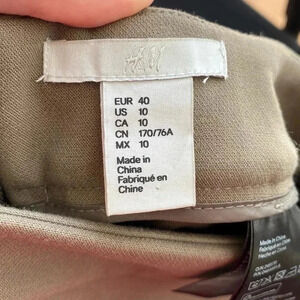 H&M
EUR 40
US 10
CA 10
CN 170/76A
MX 10
Made in
China
Fabriqué en
Chine